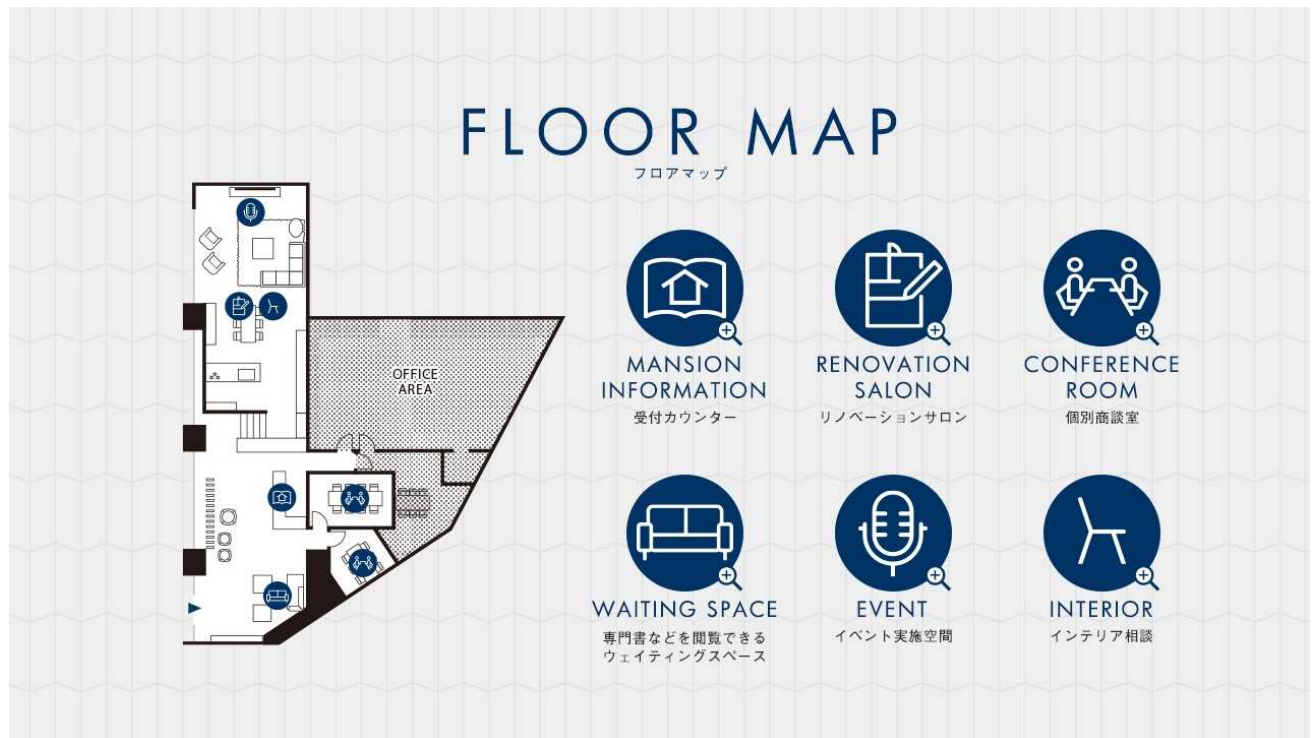 FLOOR MAP
フロアマップ
OFFICE
AREA
MANSION
INFORMATION
受付カウンター
RENOVATION
SALON
リノベーションサロン
CONFERENCE
ROOM
個別商談室
WAITING SPACE
専門書などを閲覧できる
ウェイティングスペース
EVENT
イベント実施空間
INTERIOR
インテリア相談